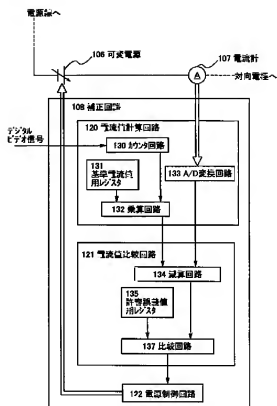 電源線へ
106 可変電源
107 電流計
A
対向電極へ
108 補正回路
120 電流値計算回路
デジタル
ビデオ信号
130 カウンタ回路
131
基準電流値
用レジスタ
133 A/D変換回路
132 乗算回路
121 電流値比較回路
134 減算回路
135
許容誤差値
用レジスタ
137 比較回路
122 電源制御回路